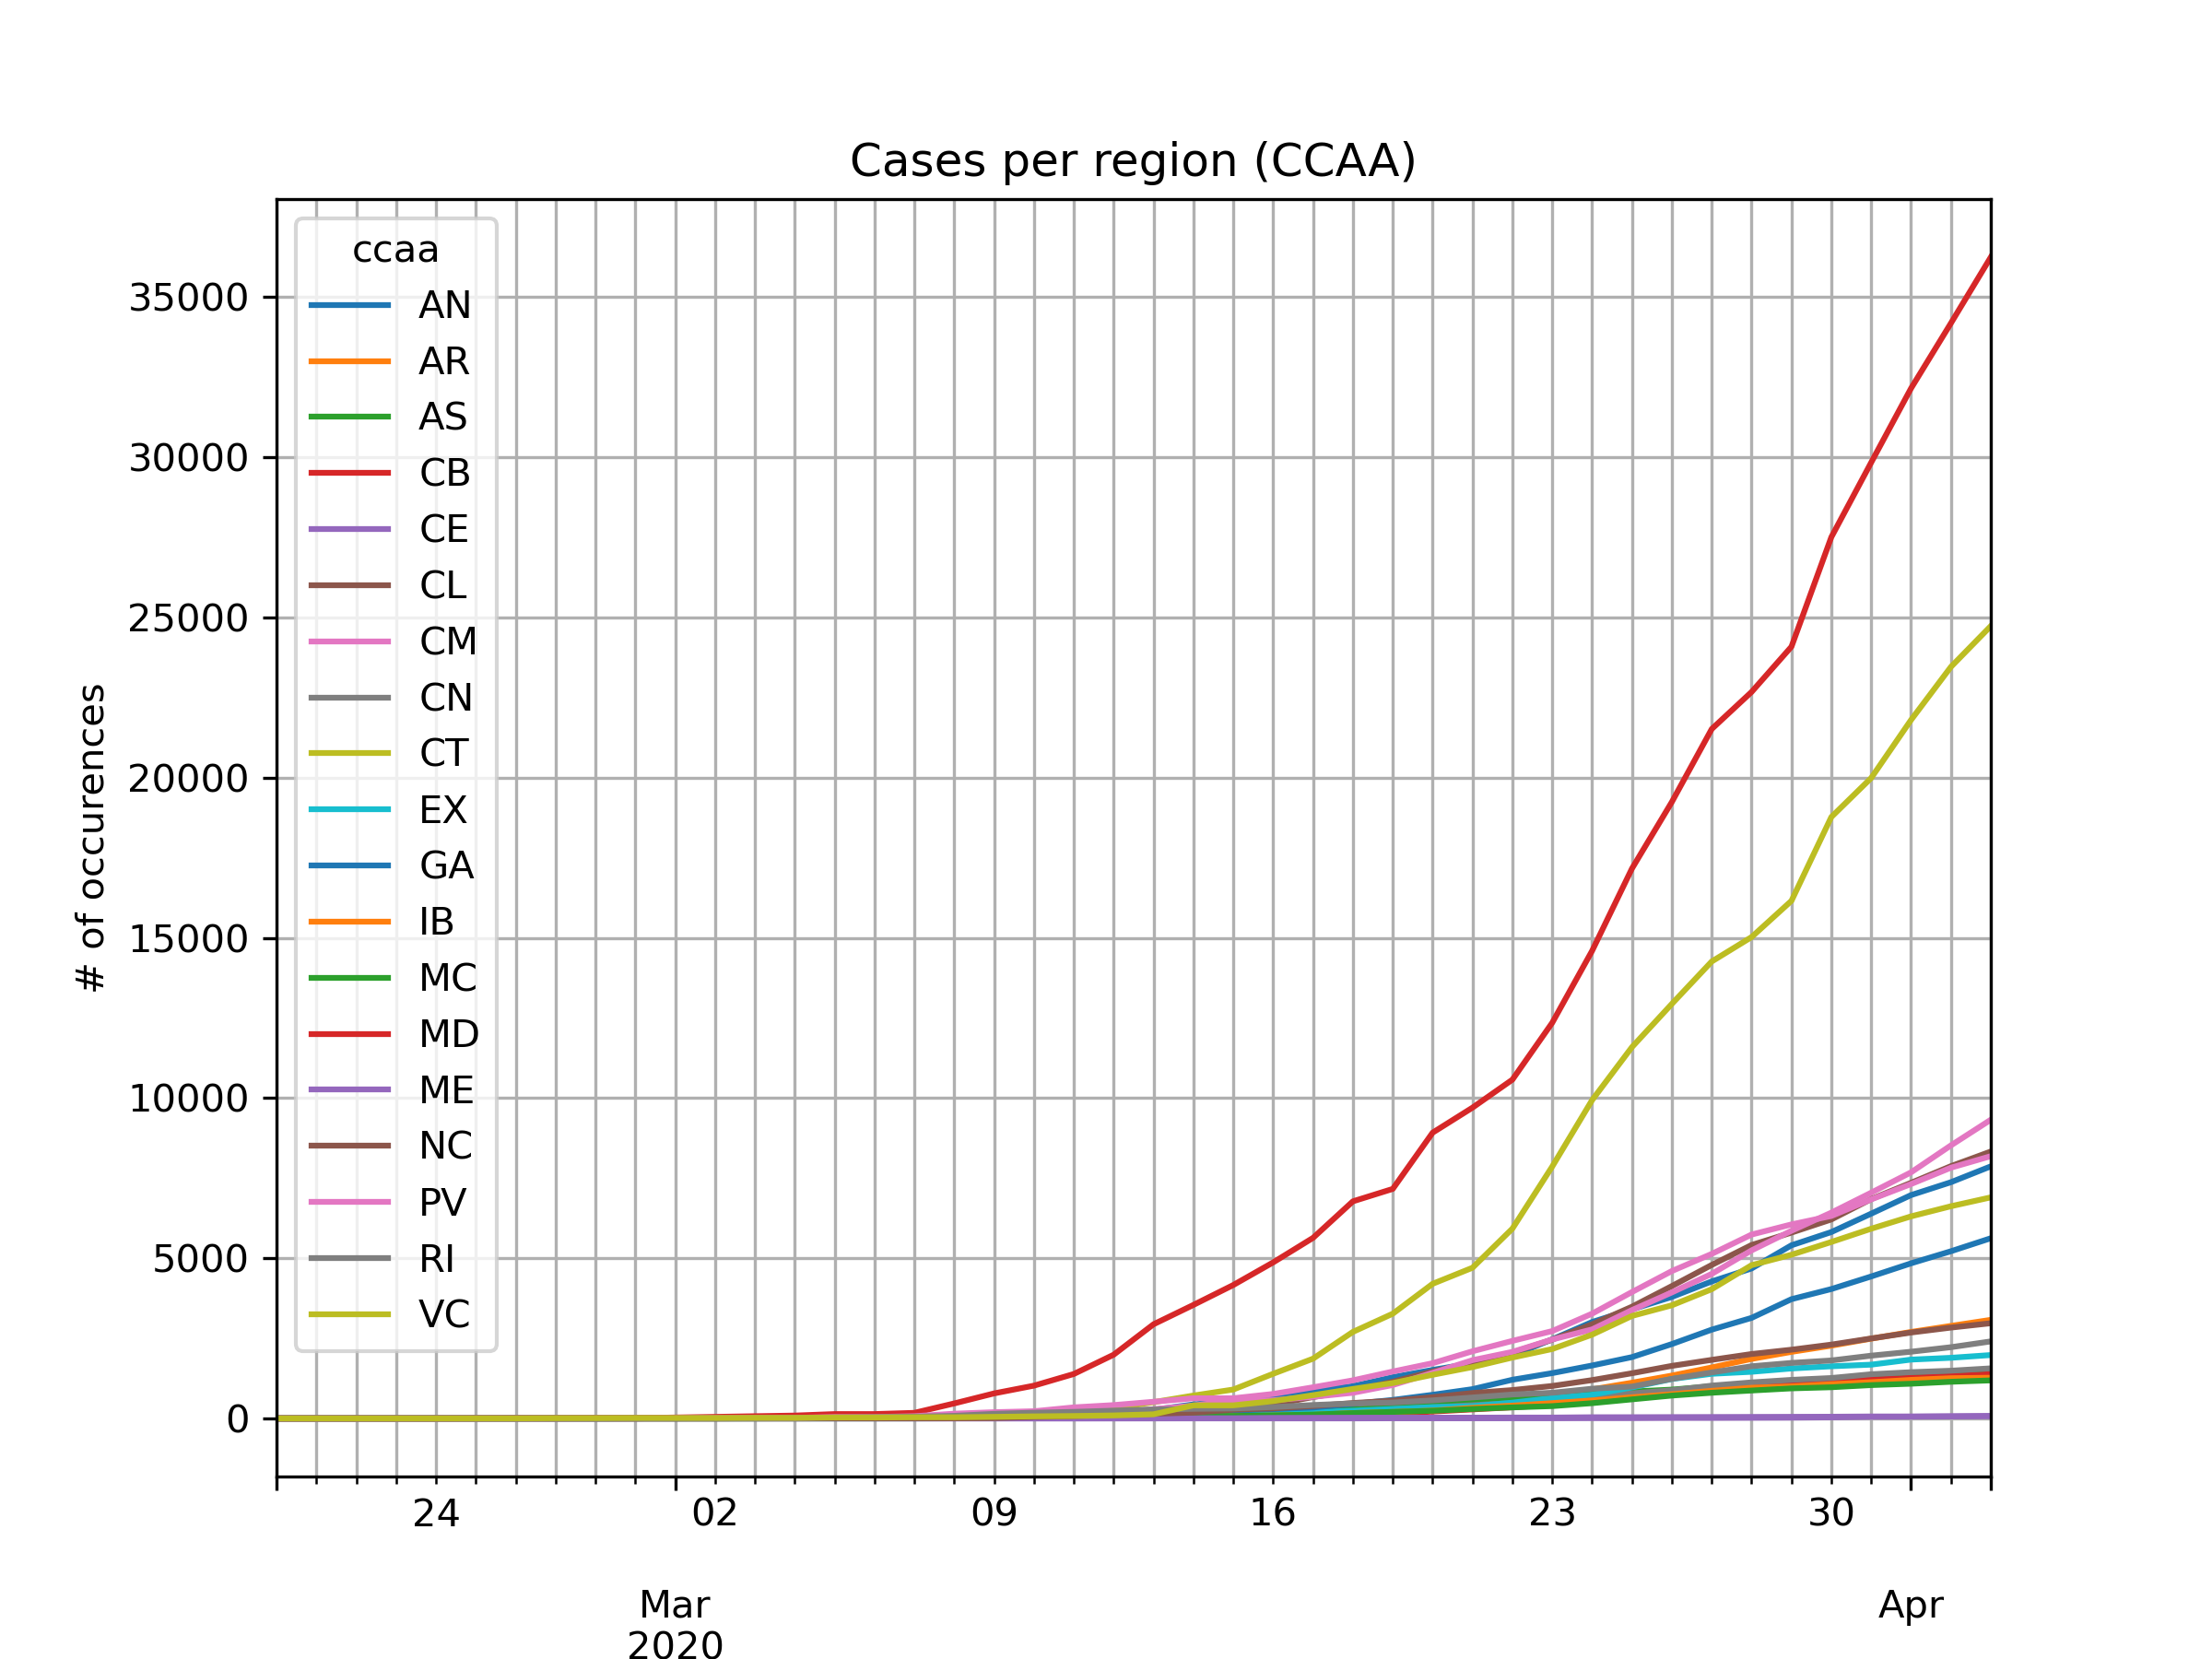 Cases per region (CCAA)
ccaa
AN
AR
AS
CB
CE
CL
CM
CN
CT
EX
GA
IB
MC
MD
ME
NC
PV
RI
VC
35000
30000
25000
20000
15000
10000
5000
0
# of occurences
24
02
09
16
23
30
Mar
2020
Apr